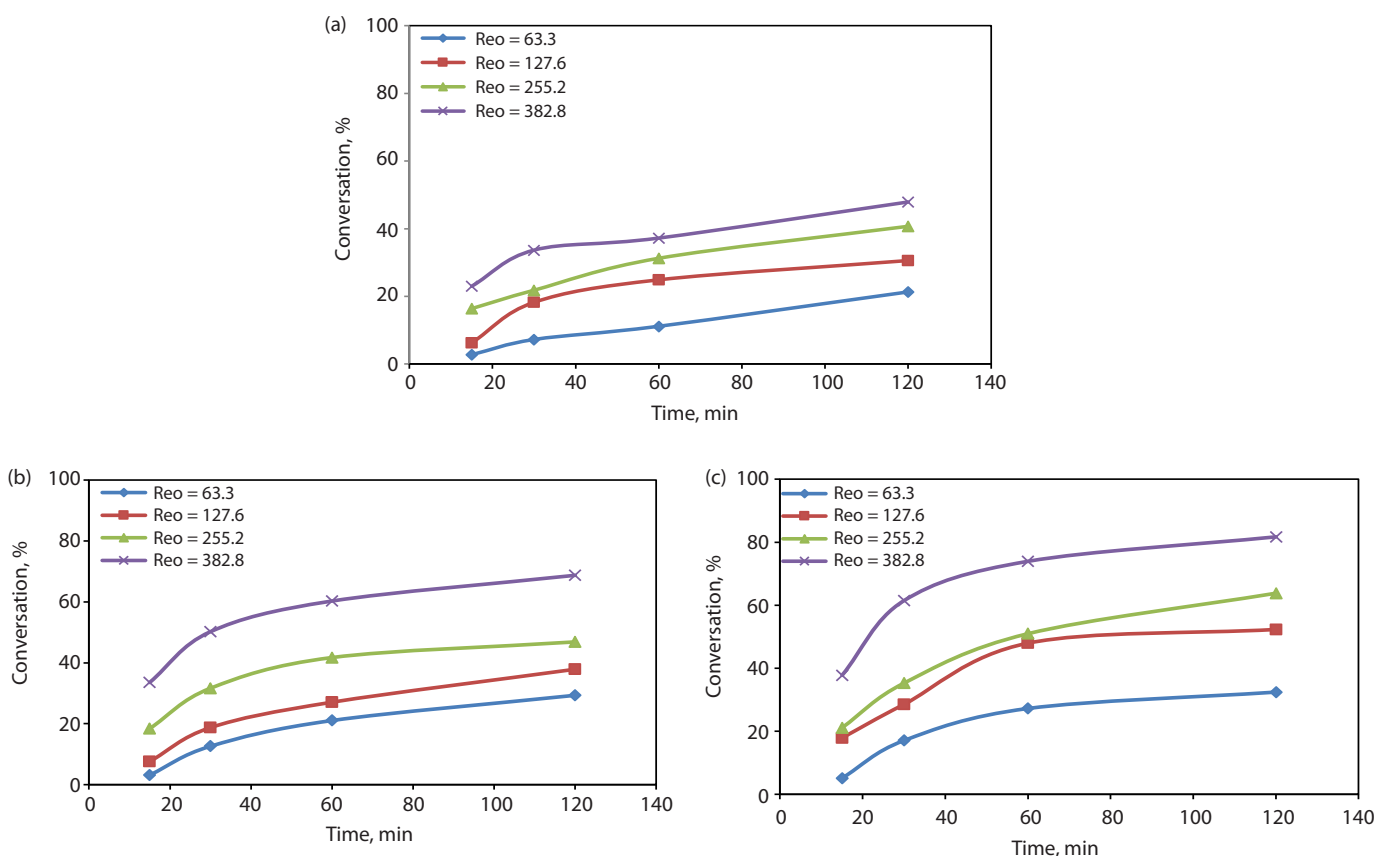 (a)
100
80
60
40
20
0
Conversation, %
Reo = 63.3
Reo = 127.6
Reo = 255.2
Reo = 382.8
0 20 40 60 80 100 120 140
Time, min
(b)
100
80
60
40
20
0
Conversation, %
Reo = 63.3
Reo = 127.6
Reo = 255.2
Reo = 382.8
0 20 40 60 80 100 120 140
Time, min
(c)
100
80
60
40
20
0
Conversation, %
Reo = 63.3
Reo = 127.6
Reo = 255.2
Reo = 382.8
0 20 40 60 80 100 120 140
Time, min